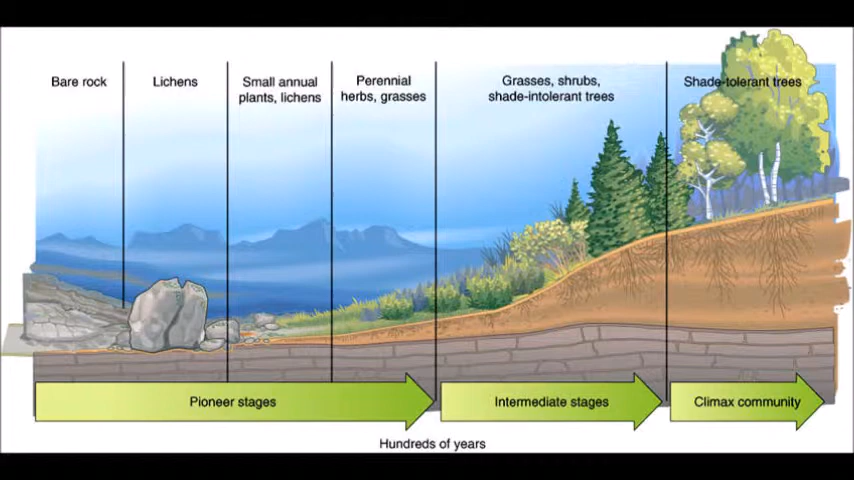 Bare rock
Lichens
Small annual
plants, lichens
Perennial
herbs, grasses
Grasses, shrubs,
shade-intolerant trees
Shade-tolerant trees
Pioneer stages
Intermediate stages
Climax community
Hundreds of years